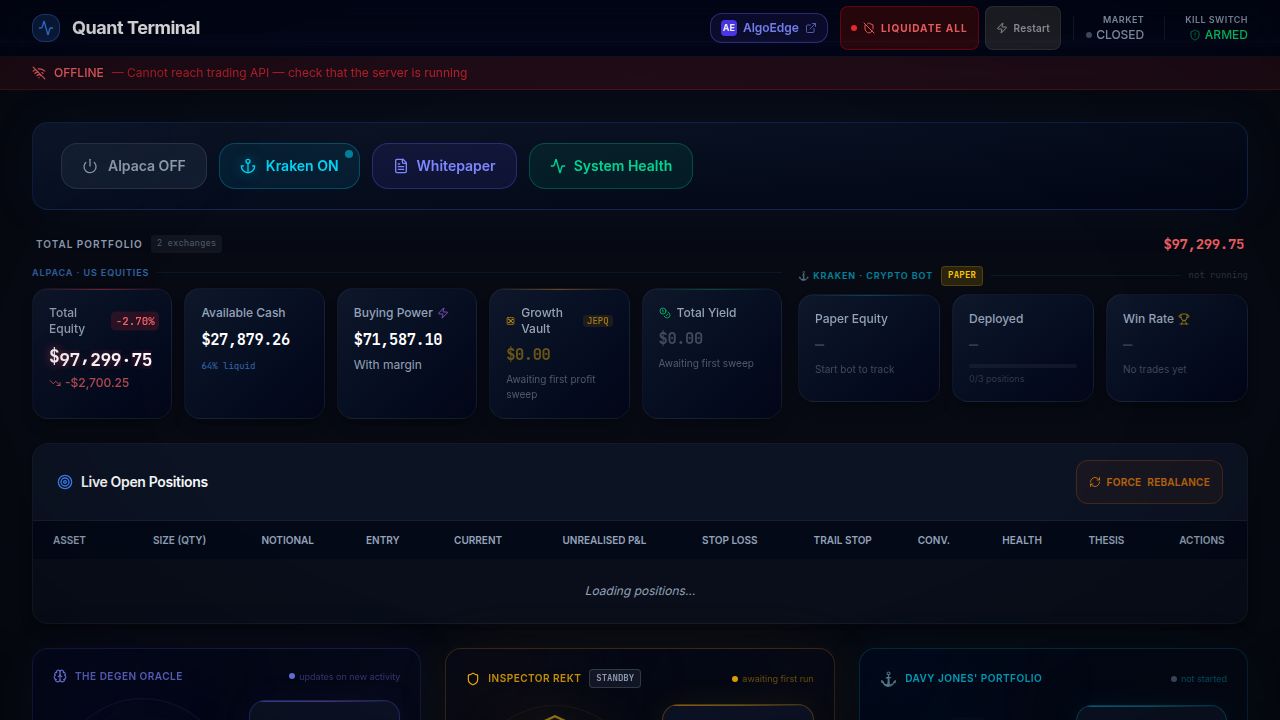 Quant Terminal
AE AlgoEdge
LIQUIDATE ALL
Restart
MARKET
CLOSED
KILL SWITCH
ARMED
OFFLINE — Cannot reach trading API — check that the server is running
Alpaca OFF
Kraken ON
Whitepaper
System Health
TOTAL PORTFOLIO 2 exchanges
$97,299.75
ALPACA · US EQUITIES
KRAKEN · CRYPTO BOT PAPER
not running
Total
Equity
-2.70%
$97,299.75
-$2,700.25
Available Cash
$27,879.26
64% liquid
Buying Power
$71,587.10
With margin
Growth
Vault
JEPQ
$0.00
Awaiting first profit
sweep
Total Yield
$0.00
Awaiting first sweep
Paper Equity
—
Start bot to track
Deployed
—
0/3 positions
Win Rate
—
No trades yet
Live Open Positions
FORCE REBALANCE
ASSET SIZE (QTY) NOTIONAL ENTRY CURRENT UNREALISED P&L STOP LOSS TRAIL STOP CONV. HEALTH THESIS ACTIONS
Loading positions...
THE DEGEN ORACLE
updates on new activity
INSPECTOR REKT STANDBY
awaiting first run
DAVY JONES' PORTFOLIO
not started